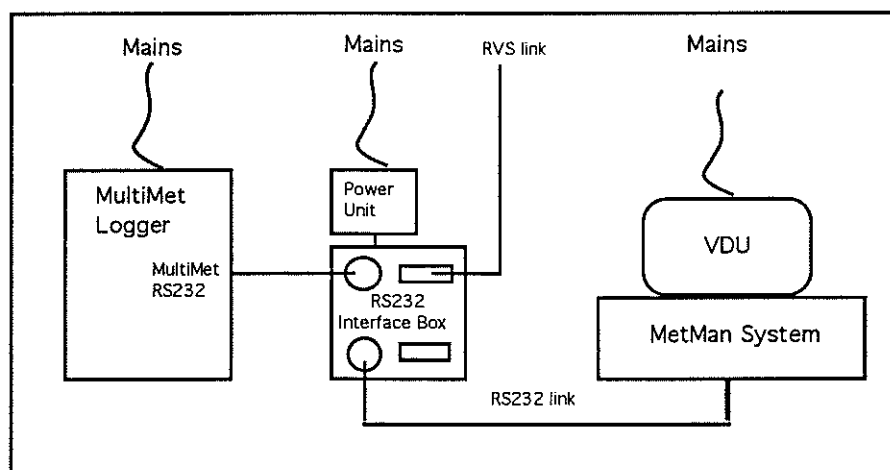 Mains
Mains
RVS link
Mains
MultiMet
Logger
Power
Unit
VDU
MultiMet
RS232
RS232
Interface Box
MetMan System
RS232 link